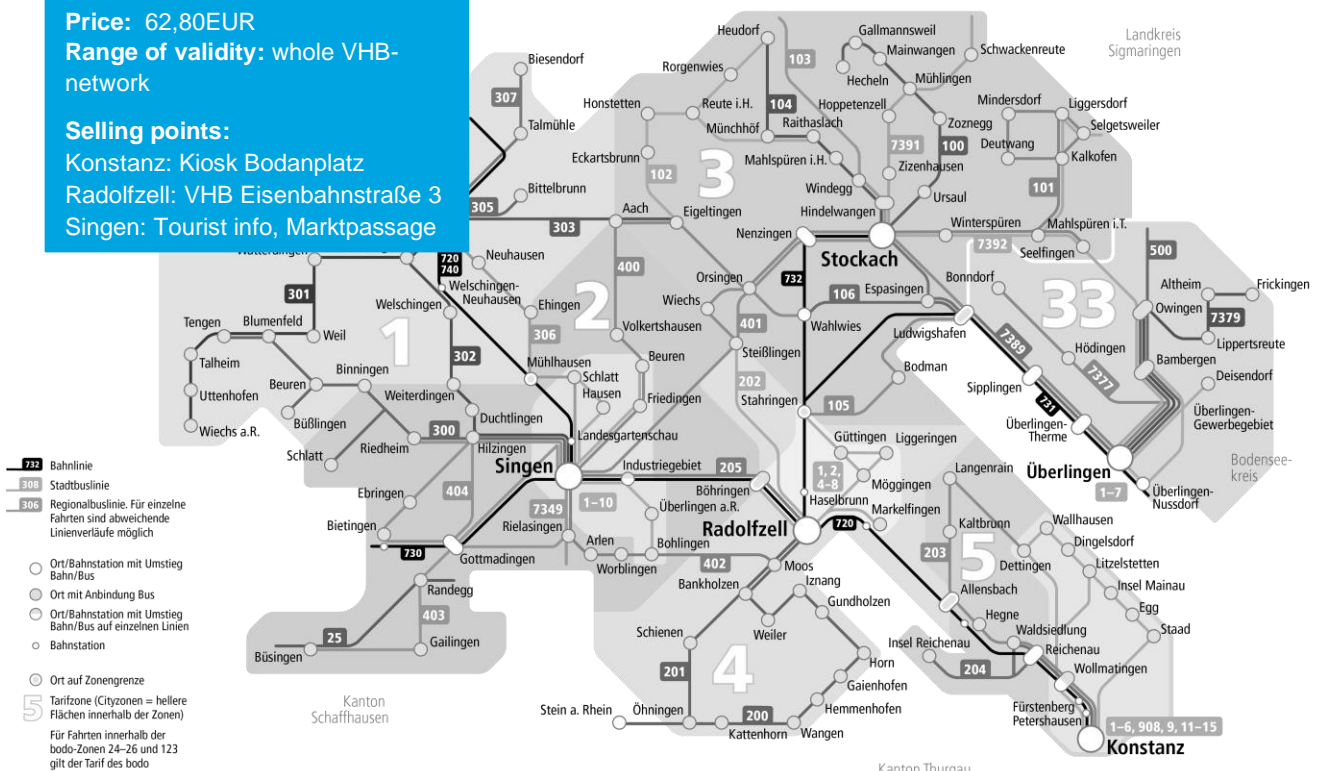 Price: 62,80EUR
Range of validity: whole VHB-
network
Selling points:
Konstanz: Kiosk Bodanplatz
Radolfzell: VHB Eisenbahnstraße 3
Singen: Tourist info, Marktpassage
Landkreis
Sigmaringen
Heudorf
Gallmannsweil
Mainwangen
Schwackenreute
103
Biesendorf
Rorgenwies
Hecheln
Mühlingen
307
Honstetten
Reute i.H.
104
Hoppetenzell
Mindersdorf
Liggersdorf
Talmühle
Münchhöf
Raithaslach
Zoznegg
Selgetsweiler
Eckartsbrunn
3
7391
100
Deutwang
Kalkofen
102
Mahlspüren i.H.
Zizenhausen
Bittelbrunn
Windegg
Ursaul
101
305
Aach
Eigeltingen
Hindelwangen
303
Nenzingen
Winterspüren
Mahlspüren i.T.
Stockach
7392
Seelfingen
500
720
740
Neuhausen
400
Orsingen
732
Bonndorf
33
Altheim
Frickingen
Welschingen-
Neuhausen
2
106
Espasingen
301
Welschingen
Ehingen
Wiechs
401
Owingen
7379
Tengen
Blumenfeld
1
306
Volkertshausen
Wahlwies
Ludwigshafen
Weil
302
Steißlingen
7389
Hödingen
Lippertsreute
Talheim
Binningen
Mühlhausen
Beuren
Bambergen
Beuren
Schlatt
202
Bodman
Sipplingen
7377
Deisendorf
Uttenhofen
Weiterdingen
Hausen
Friedingen
Stahringen
105
731
Büßlingen
Duchtlingen
Überlingen-
Therme
Überlingen-
Gewerbegebiet
Wiechs a.R.
Riedheim
300
Hilzingen
Landesgartenschau
Güttingen
Liggeringen
Schlatt
Singen
Industriegebiet
205
1, 2,
4–8
Langenrain
Überlingen
Bodensee-
kreis
Möggingen
1–7
Überlingen-
Nussdorf
732 Bahnlinie
308 Stadtbuslinie
306 Regionalbuslinie. Für einzelne
Fahrten sind abweichende
Linienverläufe möglich
Ort/Bahnstation mit Umstieg
Bahn/Bus
Ort mit Anbindung Bus
Ort/Bahnstation mit Umstieg
Bahn/Bus auf einzelnen Linien
Bahnstation
Ort auf Zonengrenze
5 Tarifzone (Cityzonen = hellere
Flächen innerhalb der Zonen)
Für Fahrten innerhalb der
bodo-Zonen 24–26 und 123
gilt der Tarif des bodo
Ebringen
404
7349
1–10
Böhringen
Haselbrunn
Überlingen a.R.
Markelfingen
Bietingen
Rielasingen
Radolfzell
720
Kaltbrunn
Wallhausen
730
Gottmadingen
Arlen
Bohlingen
203
5
Dingelsdorf
Worblingen
402
Moos
Dettingen
Litzelstetten
Randegg
Bankholzen
Iznang
Allensbach
Insel Mainau
403
Gundholzen
Hegne
Egg
25
Gailingen
Schienen
Weiler
Waldsiedlung
Staad
Büsingen
4
Insel Reichenau
Reichenau
201
Horn
204
Wollmatingen
Kanton
Schaffhausen
Gaienhofen
Stein a. Rhein
Öhningen
Hemmenhofen
Fürstenberg
Petershausen
200
Kattenhorn
Wangen
1–6, 908, 9, 11–15
Konstanz
Kanton Thurgau